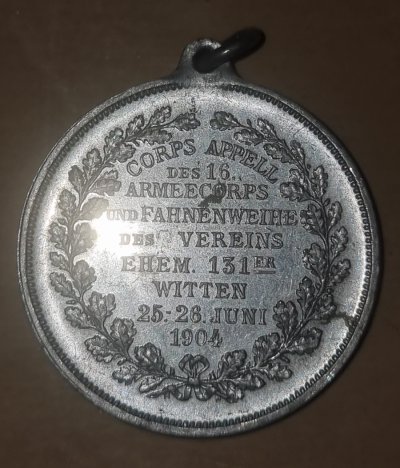 CORPS APPELL
DES 16.
ARMEECORPS
UND FAHNENWEIHE
DES VEREINS
EHEM. 131ER
WITTEN
25.-26. JUNI
1904